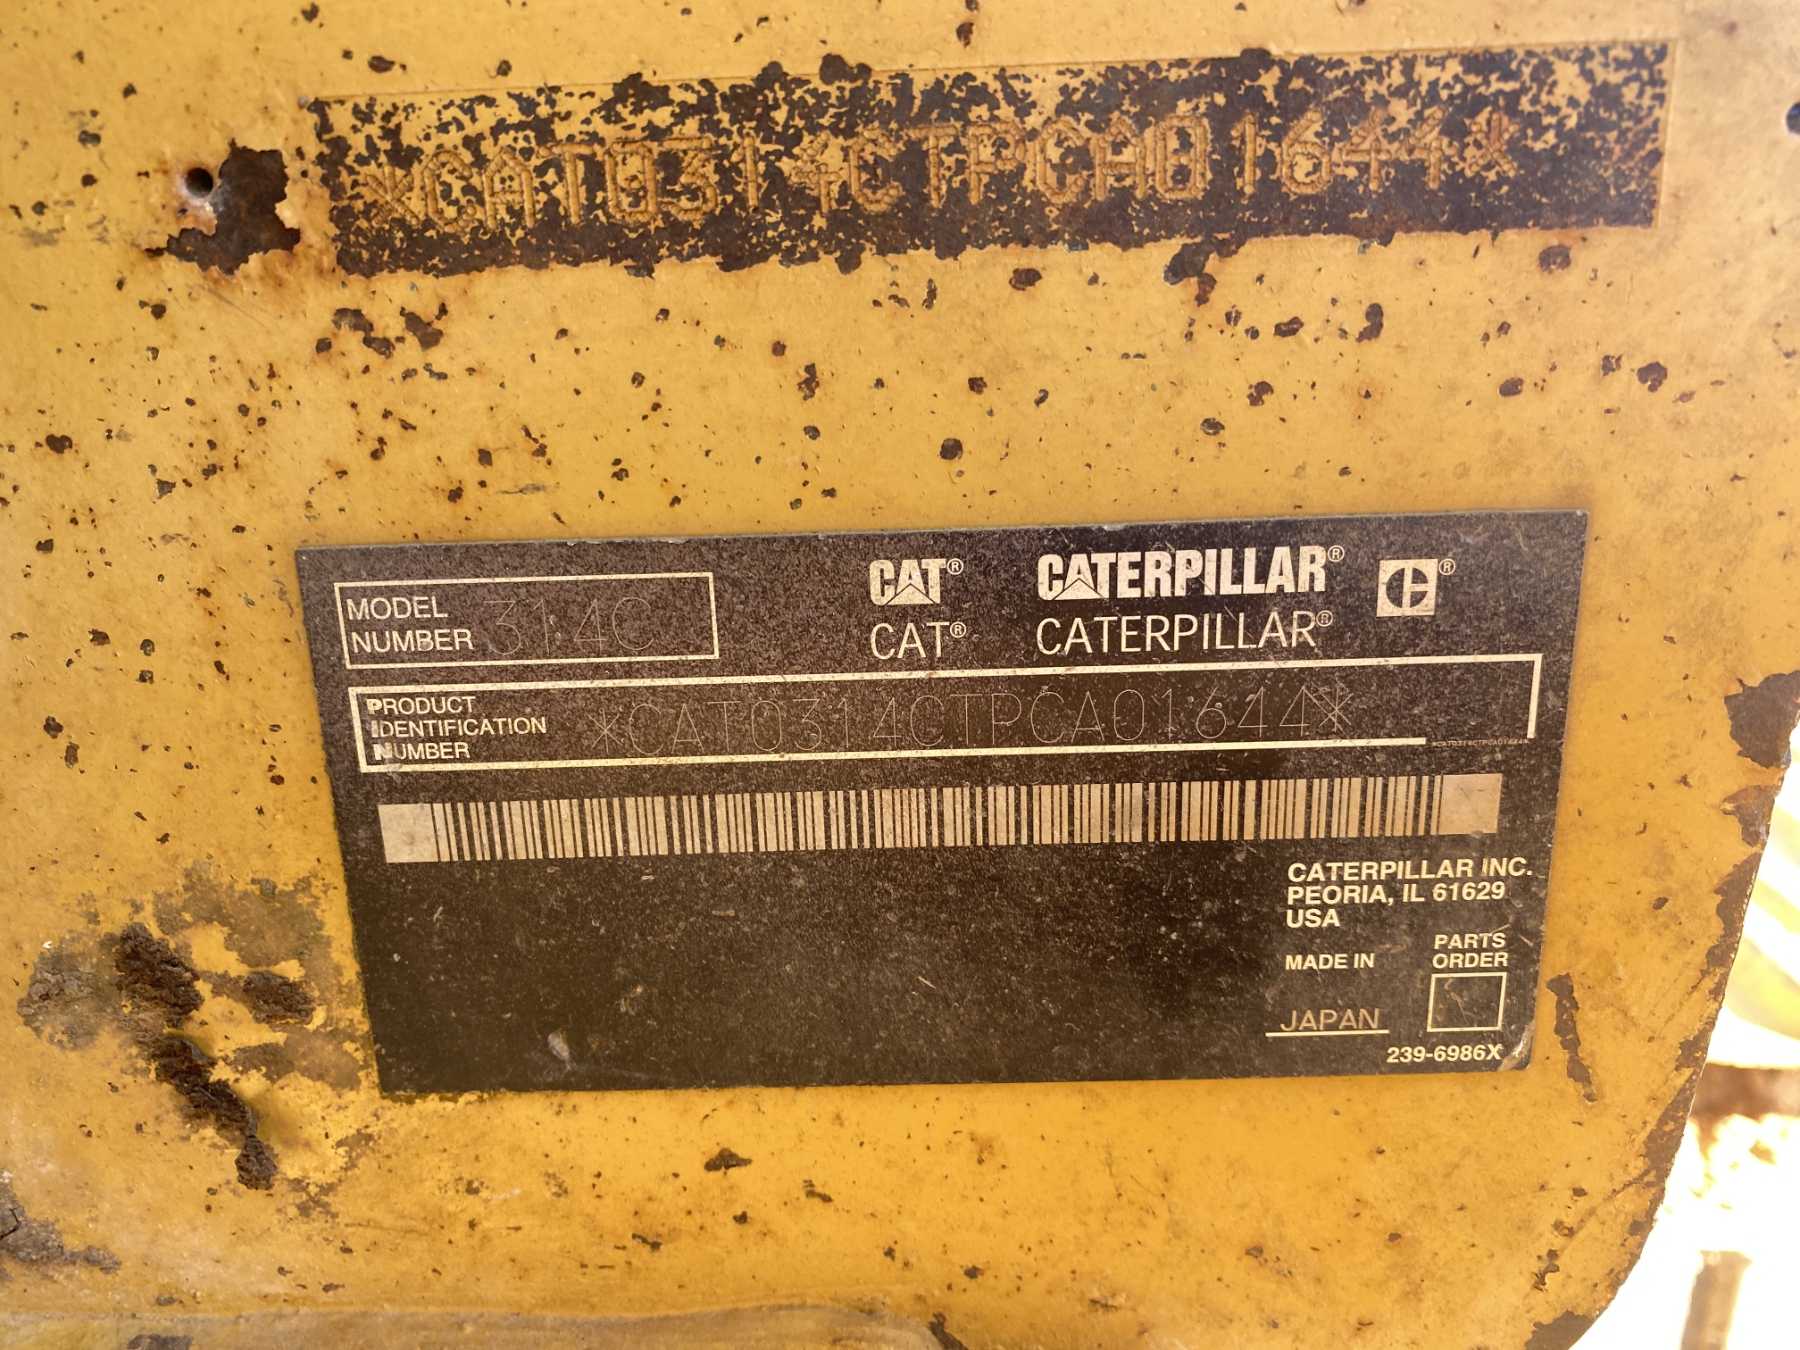 *CAT0314CTPCA01644*
MODEL
NUMBER 314C
CAT® CATERPILLAR®
CAT® CATERPILLAR®
PRODUCT
IDENTIFICATION
NUMBER
*CAT0314CTPCA01644*
*CAT0314CTPCA01644*
CATERPILLAR INC.
PEORIA, IL 61629
USA
MADE IN
JAPAN
PARTS
ORDER
239-6986X